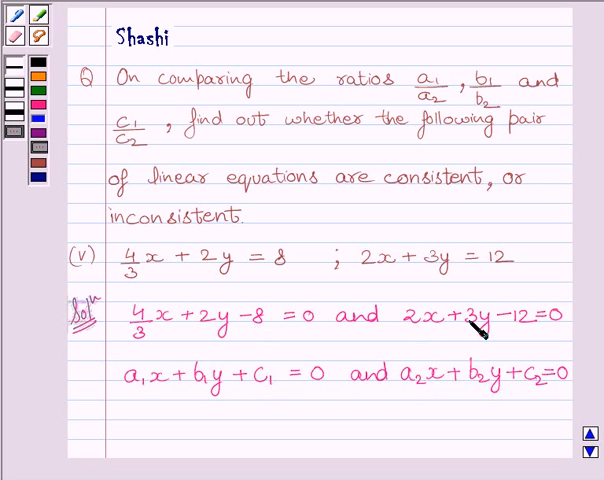 Shashi
Q On comparing the ratios a1/a2, b1/b2 and
c1/c2, find out whether the following pair
of linear equations are consistent, or
inconsistent.
(V) 4/3x + 2y = 8 ; 2x + 3y = 12
Solⁿ 4/3x + 2y - 8 = 0 and 2x + 3y - 12 = 0
a1x + b1y + c1 = 0 and a2x + b2y + c2 = 0